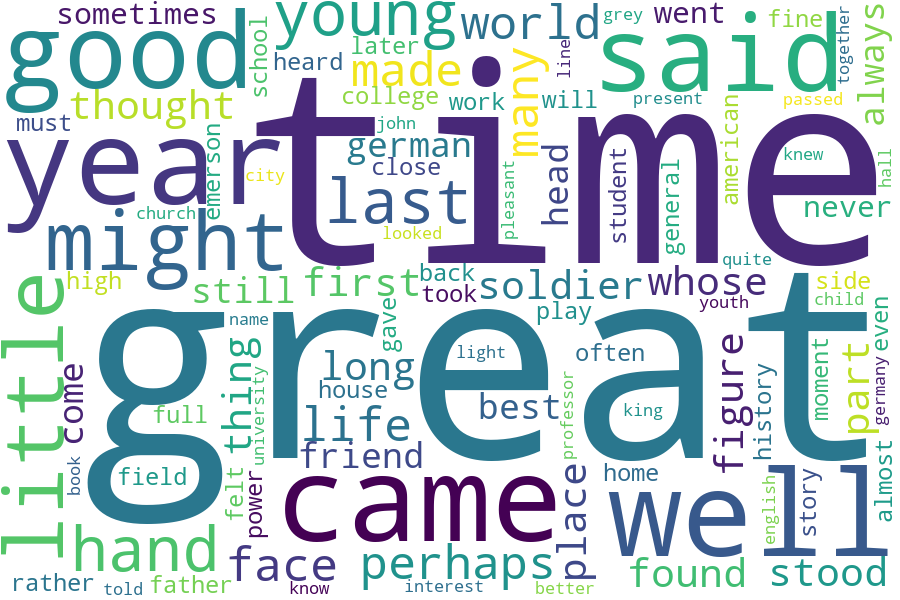 sometimes
good
young
world
went
grey
fine
together
said
always
school
heard
later
made
many
line
thought
college
work
will
present
passed
must
year
time
john
german
close
emerson
city
last
head
student
general
american
knew
hall
never
church
looked
pleasant
might
high
still
first
back
took
soldier
whose
quite
youth
side
child
little
great
name
gave
play
thing
long
light
often
figure
history
moment
part
germany
even
come
house
full
university
life
best
professor
king
friend
book
field
felt
power
came
place
home
well
english
story
almost
hand
face
perhaps
found
stood
rather
told
father
know
interest
better